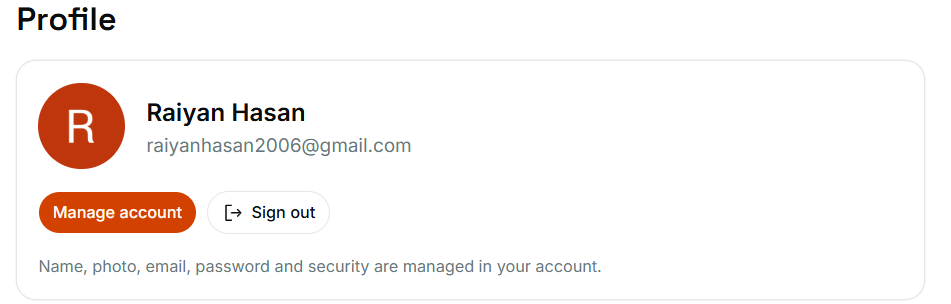 Profile
R
Raiyan Hasan
raiyanhasan2006@gmail.com
Manage account
Sign out
Name, photo, email, password and security are managed in your account.